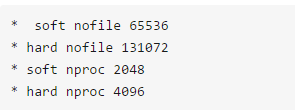 *  soft nofile 65536
* hard nofile 131072
* soft nproc 2048
* hard nproc 4096